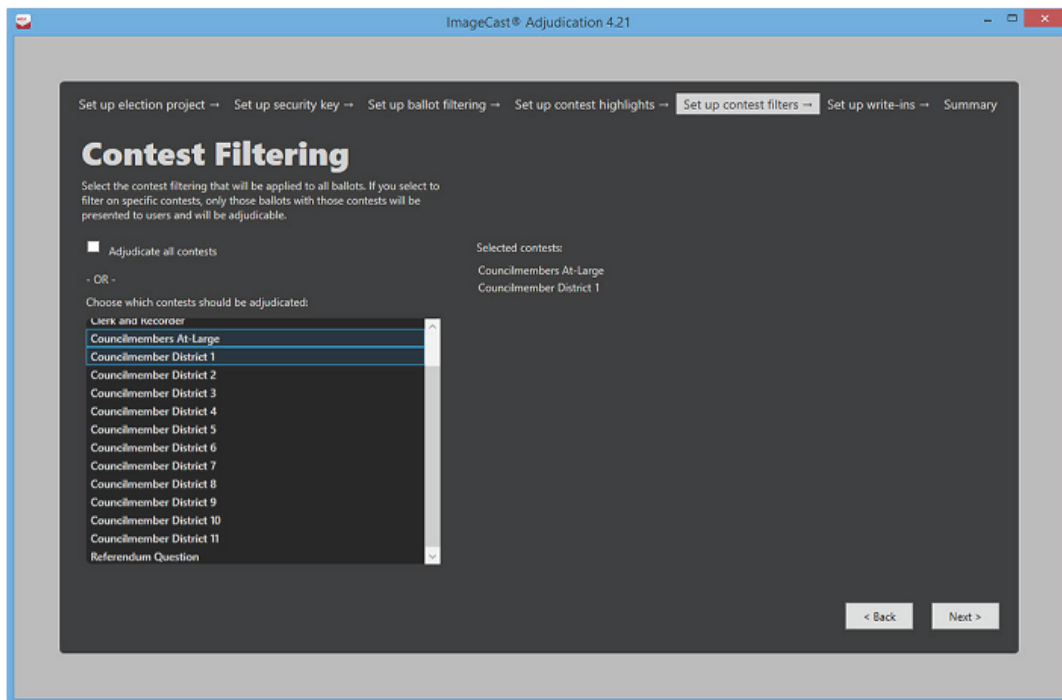 ImageCast® Adjudication 4.21
Set up election project → Set up security key → Set up ballot filtering → Set up contest highlights → Set up contest filters → Set up write-ins → Summary
Contest Filtering
Select the contest filtering that will be applied to all ballots. If you select to
filter on specific contests, only those ballots with those contests will be
presented to users and will be adjudicable.
Adjudicate all contests
- OR -
Choose which contests should be adjudicated:
Clerk and Recorder
Councilmembers At-Large
Councilmember District 1
Councilmember District 2
Councilmember District 3
Councilmember District 4
Councilmember District 5
Councilmember District 6
Councilmember District 7
Councilmember District 8
Councilmember District 9
Councilmember District 10
Councilmember District 11
Referendum Question
Selected contests:
Councilmembers At-Large
Councilmember District 1
< Back
Next >